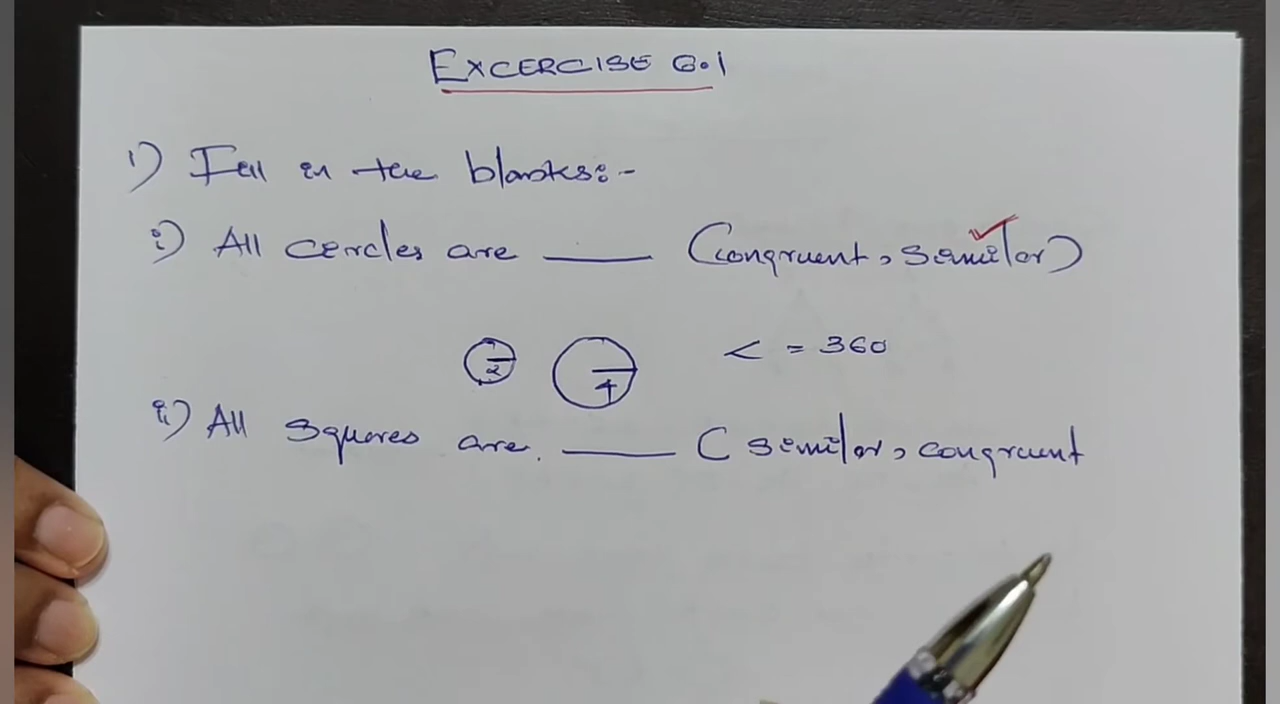 EXCERCISE 6.1
1) Fill in the blanks:-
i) All circles are ____ (congruent, similar)
2 4 < = 360
ii) All squares are. ____ ( similar, congruent